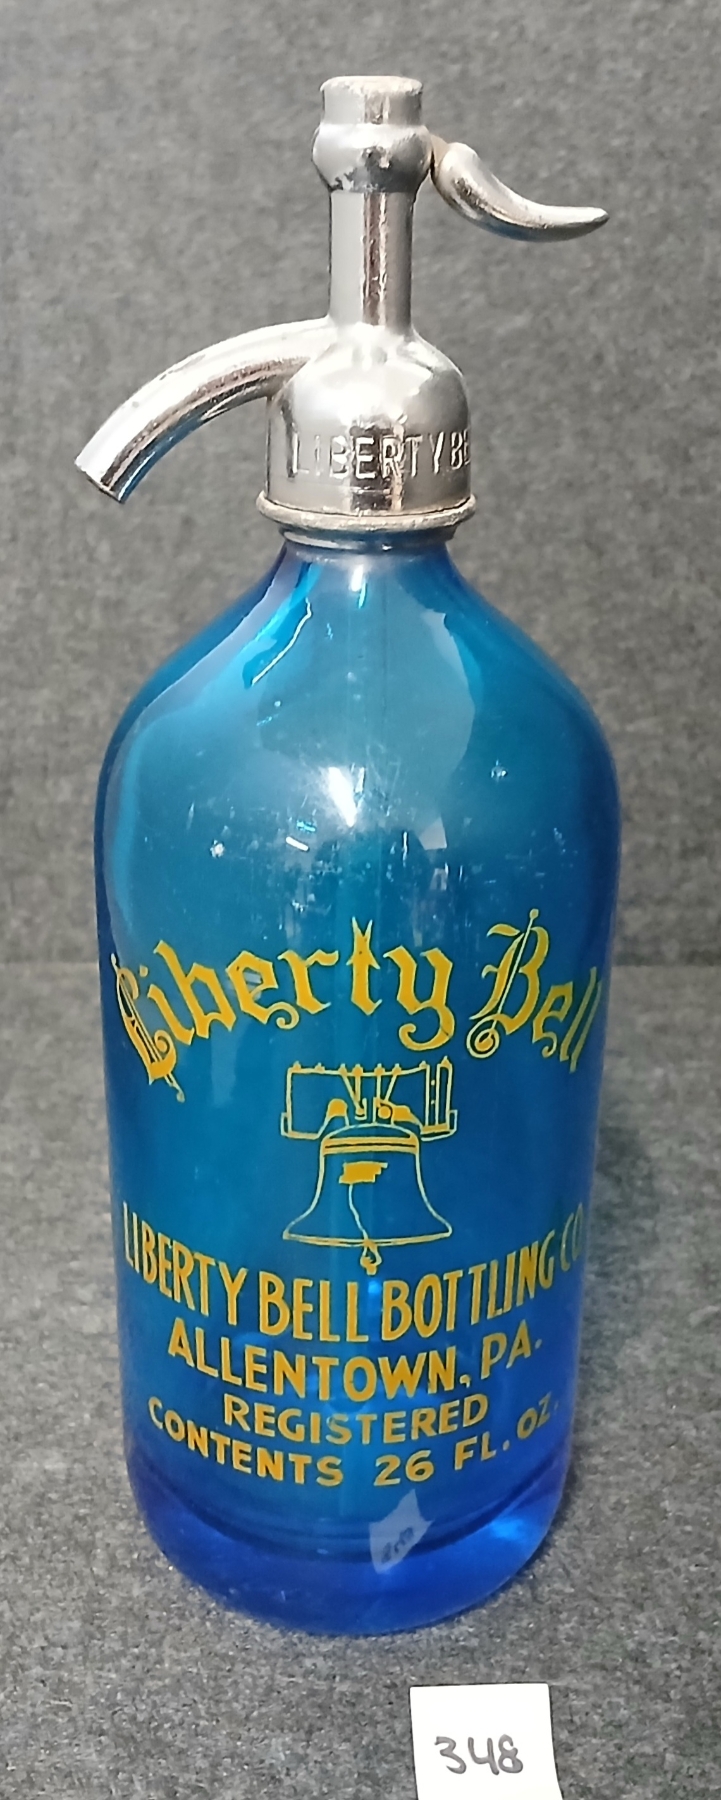 LIBERTY BE
Liberty Bell
LIBERTY BELL BOTTLING CO
ALLENTOWN, PA.
REGISTERED
CONTENTS 26 FL. OZ.
348